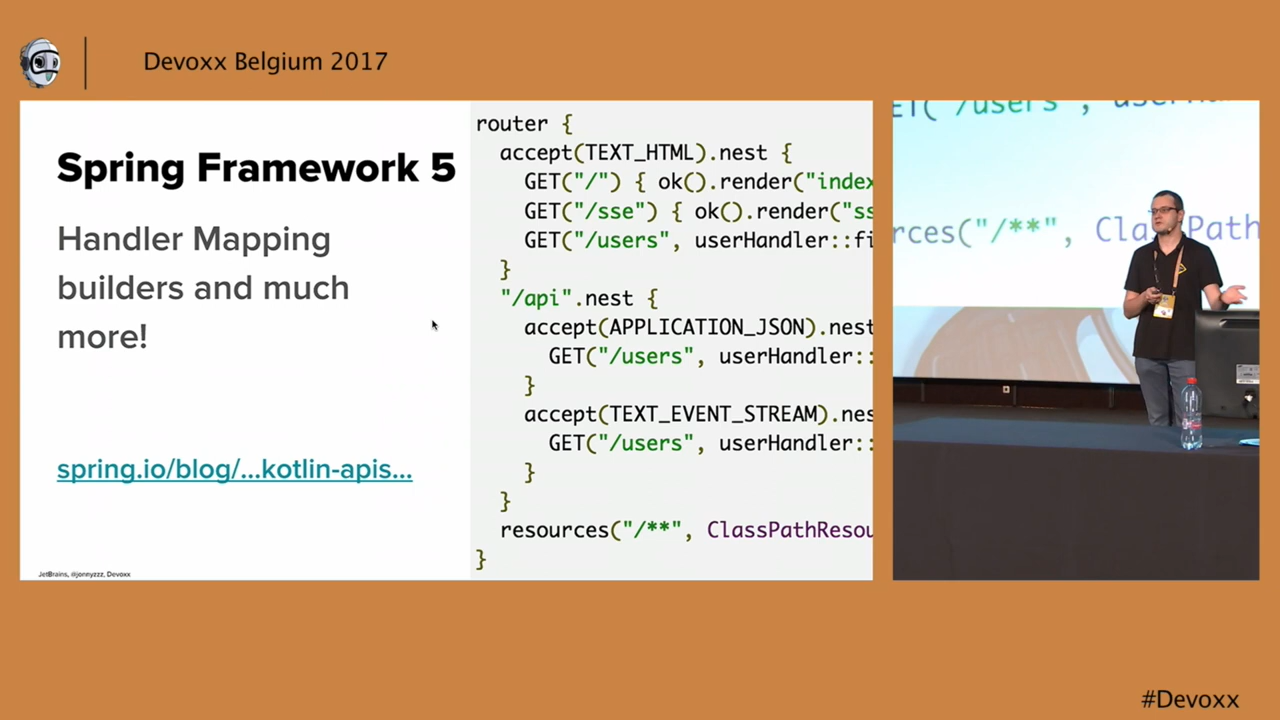 Devoxx Belgium 2017
Spring Framework 5
Handler Mapping
builders and much
more!
spring.io/blog/...kotlin-apis...
JetBrains, @jonnyzzz, Devoxx
router {
accept(TEXT_HTML).nest {
GET("/") { ok().render("index
GET("/sse") { ok().render("ss
GET("/users", userHandler::fi
}
"/api".nest {
accept(APPLICATION_JSON).nest
GET("/users", userHandler::
}
accept(TEXT_EVENT_STREAM).nes
GET("/users", userHandler::
}
}
resources("/**", ClassPathResou
}
ET("/users",
rces("/**", ClassPath
#Devoxx